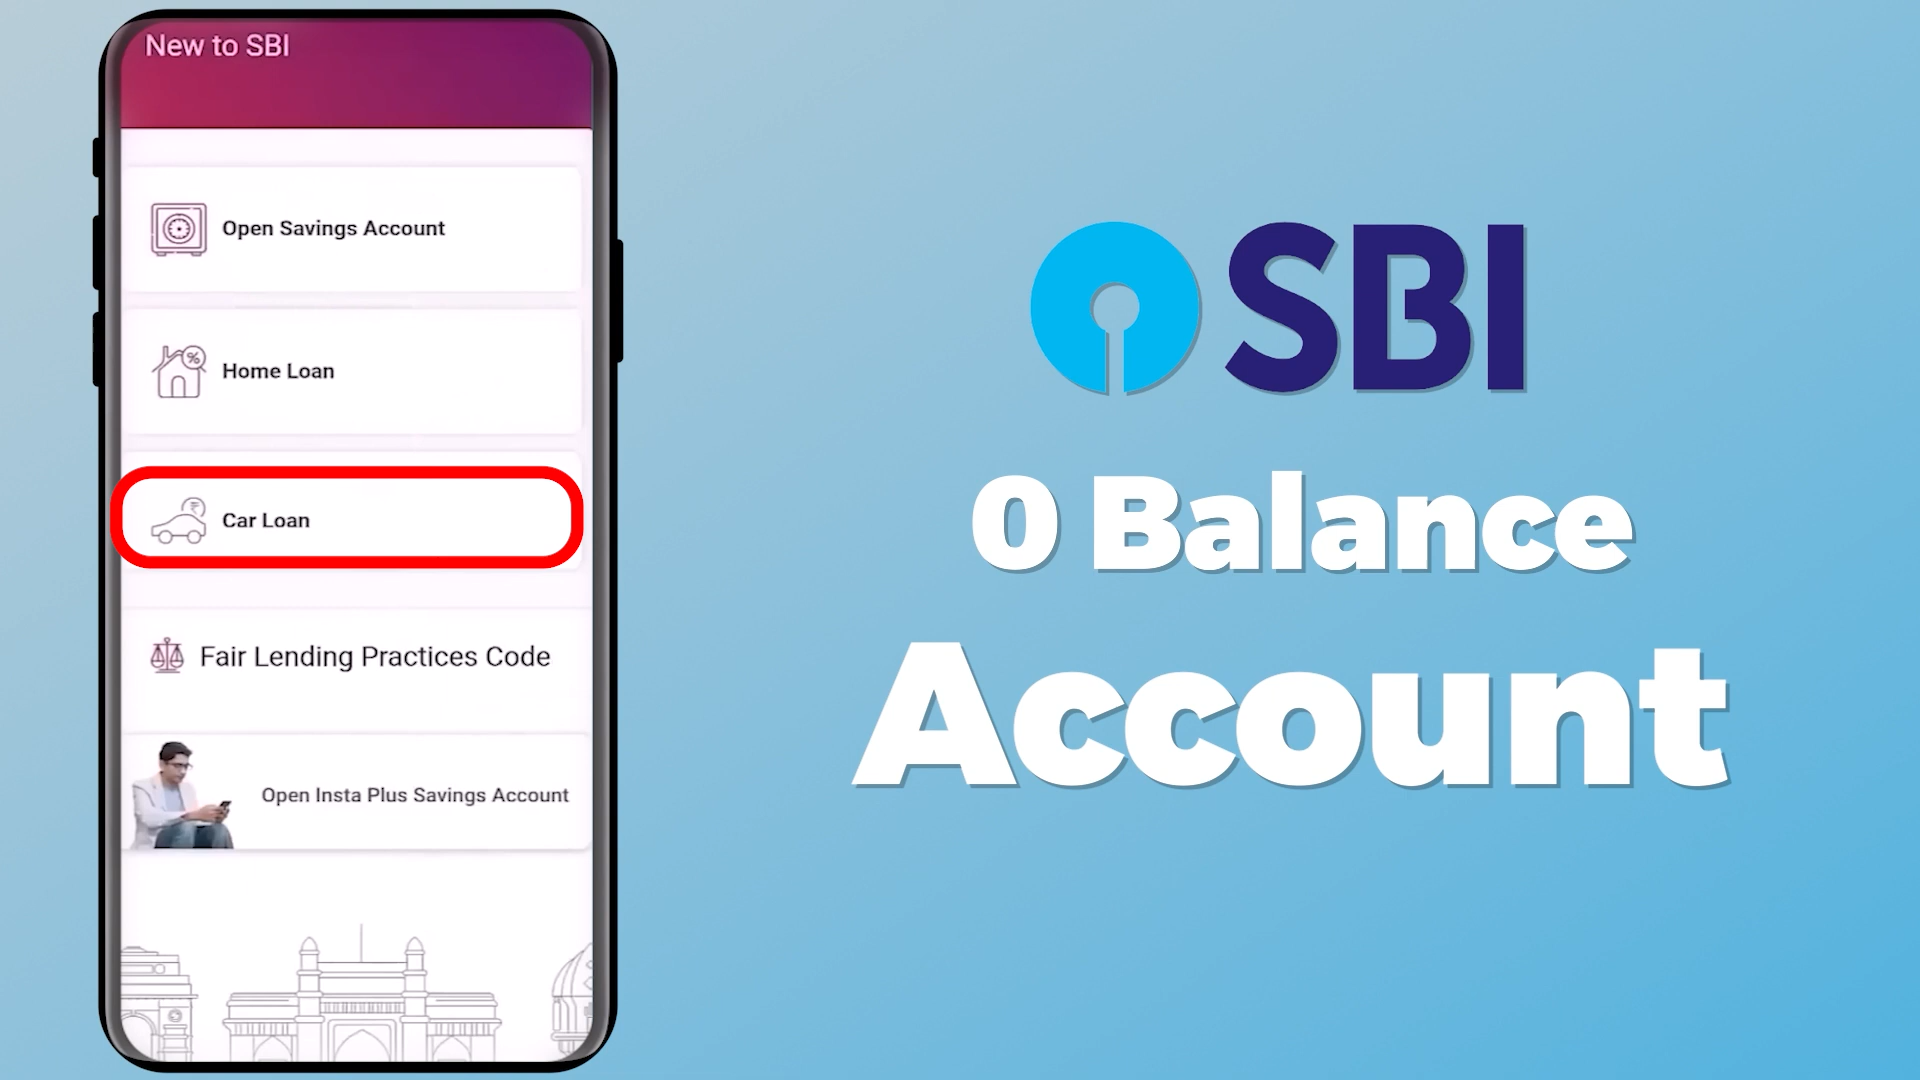 New to SBI
Open Savings Account
%
Home Loan
₹
Car Loan
Fair Lending Practices Code
Open Insta Plus Savings Account
SBI
0 Balance
Account